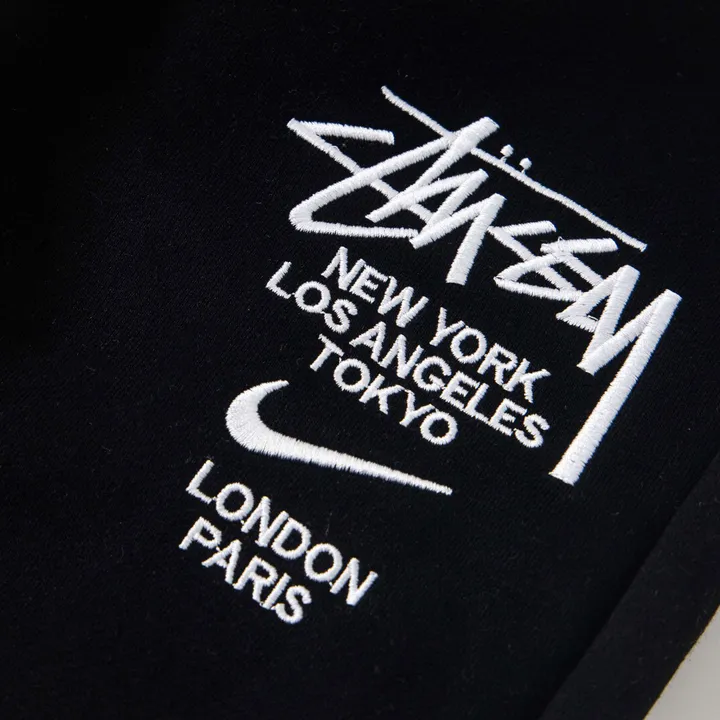 Stüssy
NEW YORK
LOS ANGELES
TOKYO
LONDON
PARIS